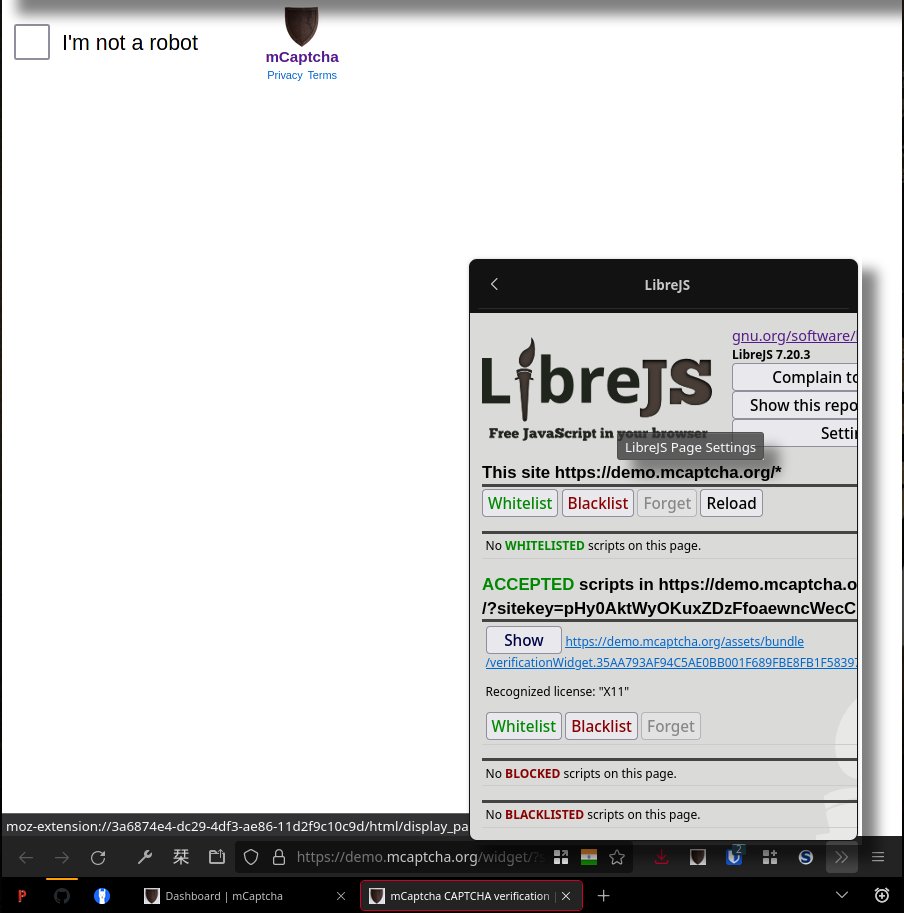 I'm not a robot
mCaptcha
Privacy Terms
LibreJS
LibreJS
Free JavaScript in your browser
gnu.org/software/
LibreJS 7.20.3
Complain to
Show this repo
Settin
LibreJS Page Settings
This site https://demo.mcaptcha.org/*
Whitelist Blacklist Forget Reload
No WHITELISTED scripts on this page.
ACCEPTED scripts in https://demo.mcaptcha.o
/?sitekey=pHy0AktWyOKuxZDzFfoaewncWecC
Show https://demo.mcaptcha.org/assets/bundle
/verificationWidget.35AA793AF94C5AE0BB001F689FBE8FB1F58397
Recognized license: "X11"
Whitelist Blacklist Forget
No BLOCKED scripts on this page.
No BLACKLISTED scripts on this page.
moz-extension://3a6874e4-dc29-4df3-ae86-11d2f9c10c9d/html/display_pa
栞 https://demo.mcaptcha.org/widget/?s 2
Dashboard | mCaptcha
mCaptcha CAPTCHA verification |